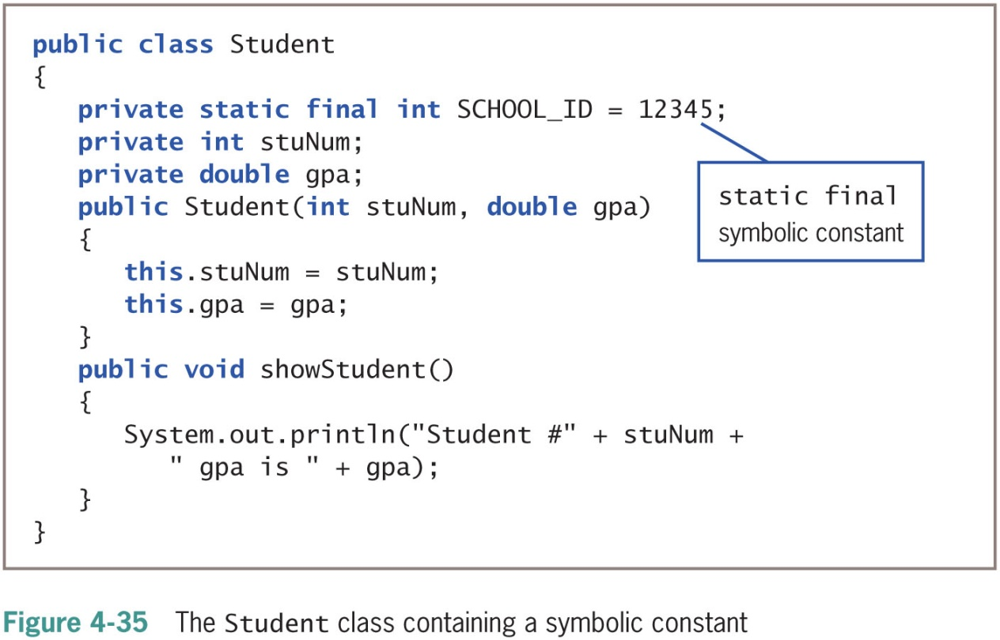 public class Student
{
private static final int SCHOOL_ID = 12345;
private int stuNum;
private double gpa;
public Student(int stuNum, double gpa)
{
this.stuNum = stuNum;
this.gpa = gpa;
}
public void showStudent()
{
System.out.println("Student #" + stuNum +
" gpa is " + gpa);
}
}
static final
symbolic constant
Figure 4-35 The Student class containing a symbolic constant